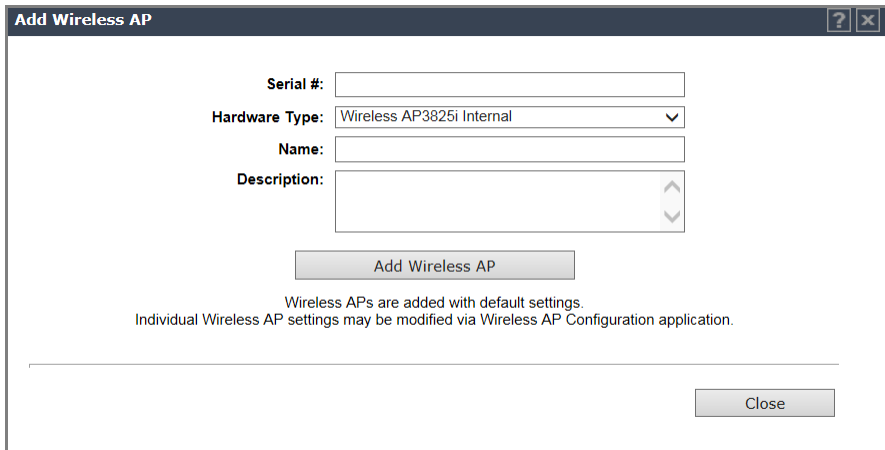 Add Wireless AP
?
Serial #:
Hardware Type: Wireless AP3825i Internal
Name:
Description:
Add Wireless AP
Wireless APs are added with default settings.
Individual Wireless AP settings may be modified via Wireless AP Configuration application.
Close